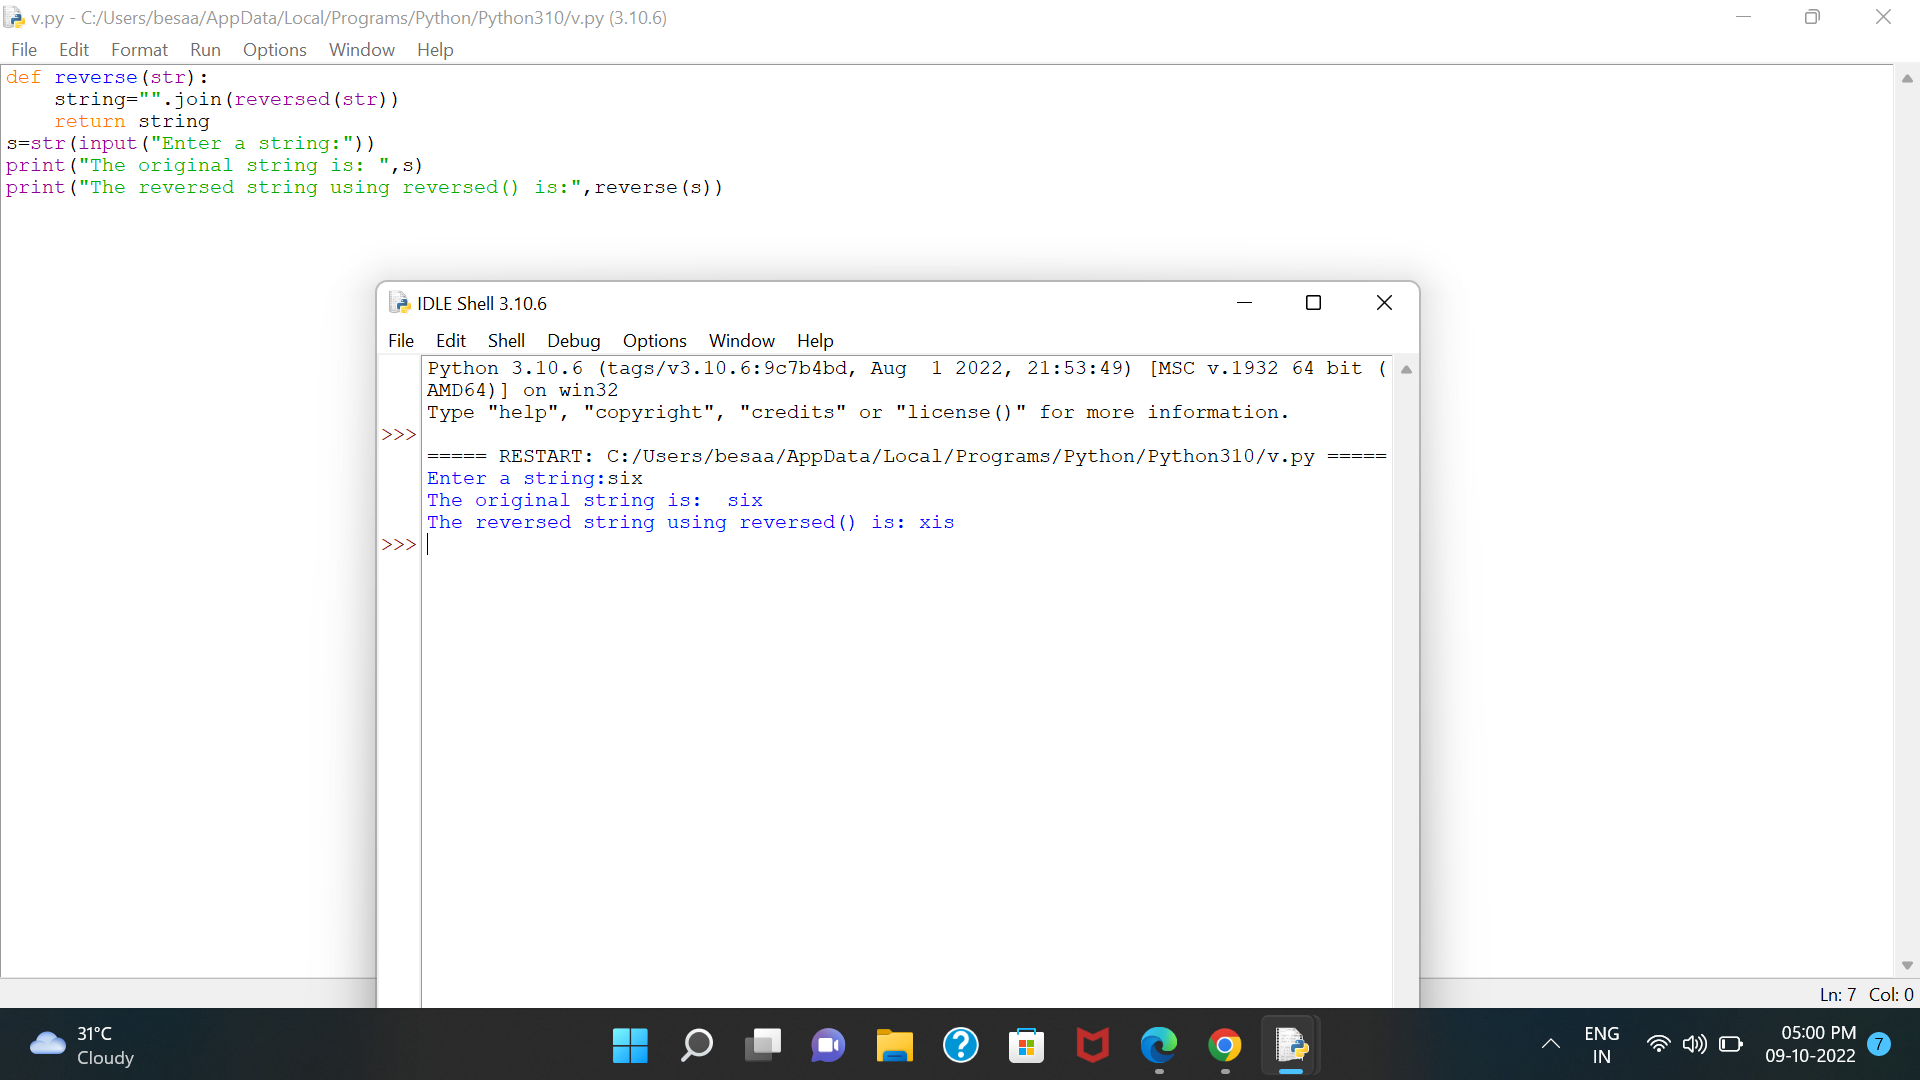 v.py - C:/Users/besaa/AppData/Local/Programs/Python/Python310/v.py (3.10.6)
File Edit Format Run Options Window Help
def reverse(str):
    string="".join(reversed(str))
    return string
s=str(input("Enter a string:"))
print("The original string is: ",s)
print("The reversed string using reversed() is:",reverse(s))
IDLE Shell 3.10.6
File Edit Shell Debug Options Window Help
Python 3.10.6 (tags/v3.10.6:9c7b4bd, Aug  1 2022, 21:53:49) [MSC v.1932 64 bit (
AMD64)] on win32
Type "help", "copyright", "credits" or "license()" for more information.
>>>
===== RESTART: C:/Users/besaa/AppData/Local/Programs/Python/Python310/v.py =====
Enter a string:six
The original string is:  six
The reversed string using reversed() is: xis
>>>
Ln: 7 Col: 0
31°C
Cloudy
ENG
IN
05:00 PM
09-10-2022
7